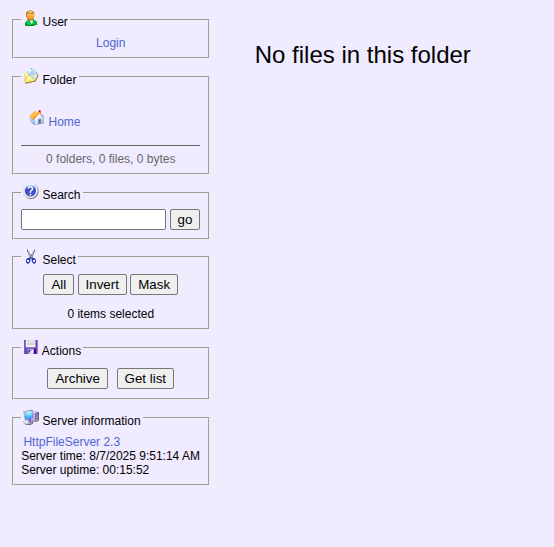 User
Login
No files in this folder
Folder
Home
0 folders, 0 files, 0 bytes
Search
go
Select
All Invert Mask
0 items selected
Actions
Archive Get list
Server information
HttpFileServer 2.3
Server time: 8/7/2025 9:51:14 AM
Server uptime: 00:15:52